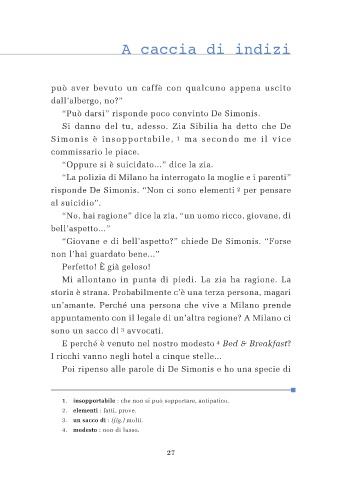 A caccia di indizi
può aver bevuto un caffè con qualcuno appena uscito
dall'albergo, no?"
"Può darsi" risponde poco convinto De Simonis.
Si danno del tu, adesso. Zia Sibilia ha detto che De
Simonis è insopportabile, 1 ma secondo me il vice
commissario le piace.
"Oppure si è suicidato..." dice la zia.
"La polizia di Milano ha interrogato la moglie e i parenti"
risponde De Simonis. "Non ci sono elementi 2 per pensare
al suicidio".
"No, hai ragione" dice la zia, "un uomo ricco, giovane, di
bell'aspetto..."
"Giovane e di bell'aspetto?" chiede De Simonis. "Forse
non l'hai guardato bene..."
Perfetto! È già geloso!
Mi allontano in punta di piedi. La zia ha ragione. La
storia è strana. Probabilmente c'è una terza persona, magari
un'amante. Perché una persona che vive a Milano prende
appuntamento con il legale di un'altra regione? A Milano ci
sono un sacco di 3 avvocati.
E perché è venuto nel nostro modesto 4 Bed & Breakfast?
I ricchi vanno negli hotel a cinque stelle...
Poi ripenso alle parole di De Simonis e ho una specie di
1. insopportabile : che non si può sopportare, antipatico.
2. elementi : fatti, prove.
3. un sacco di : (fig.) molti.
4. modesto : non di lusso.
27